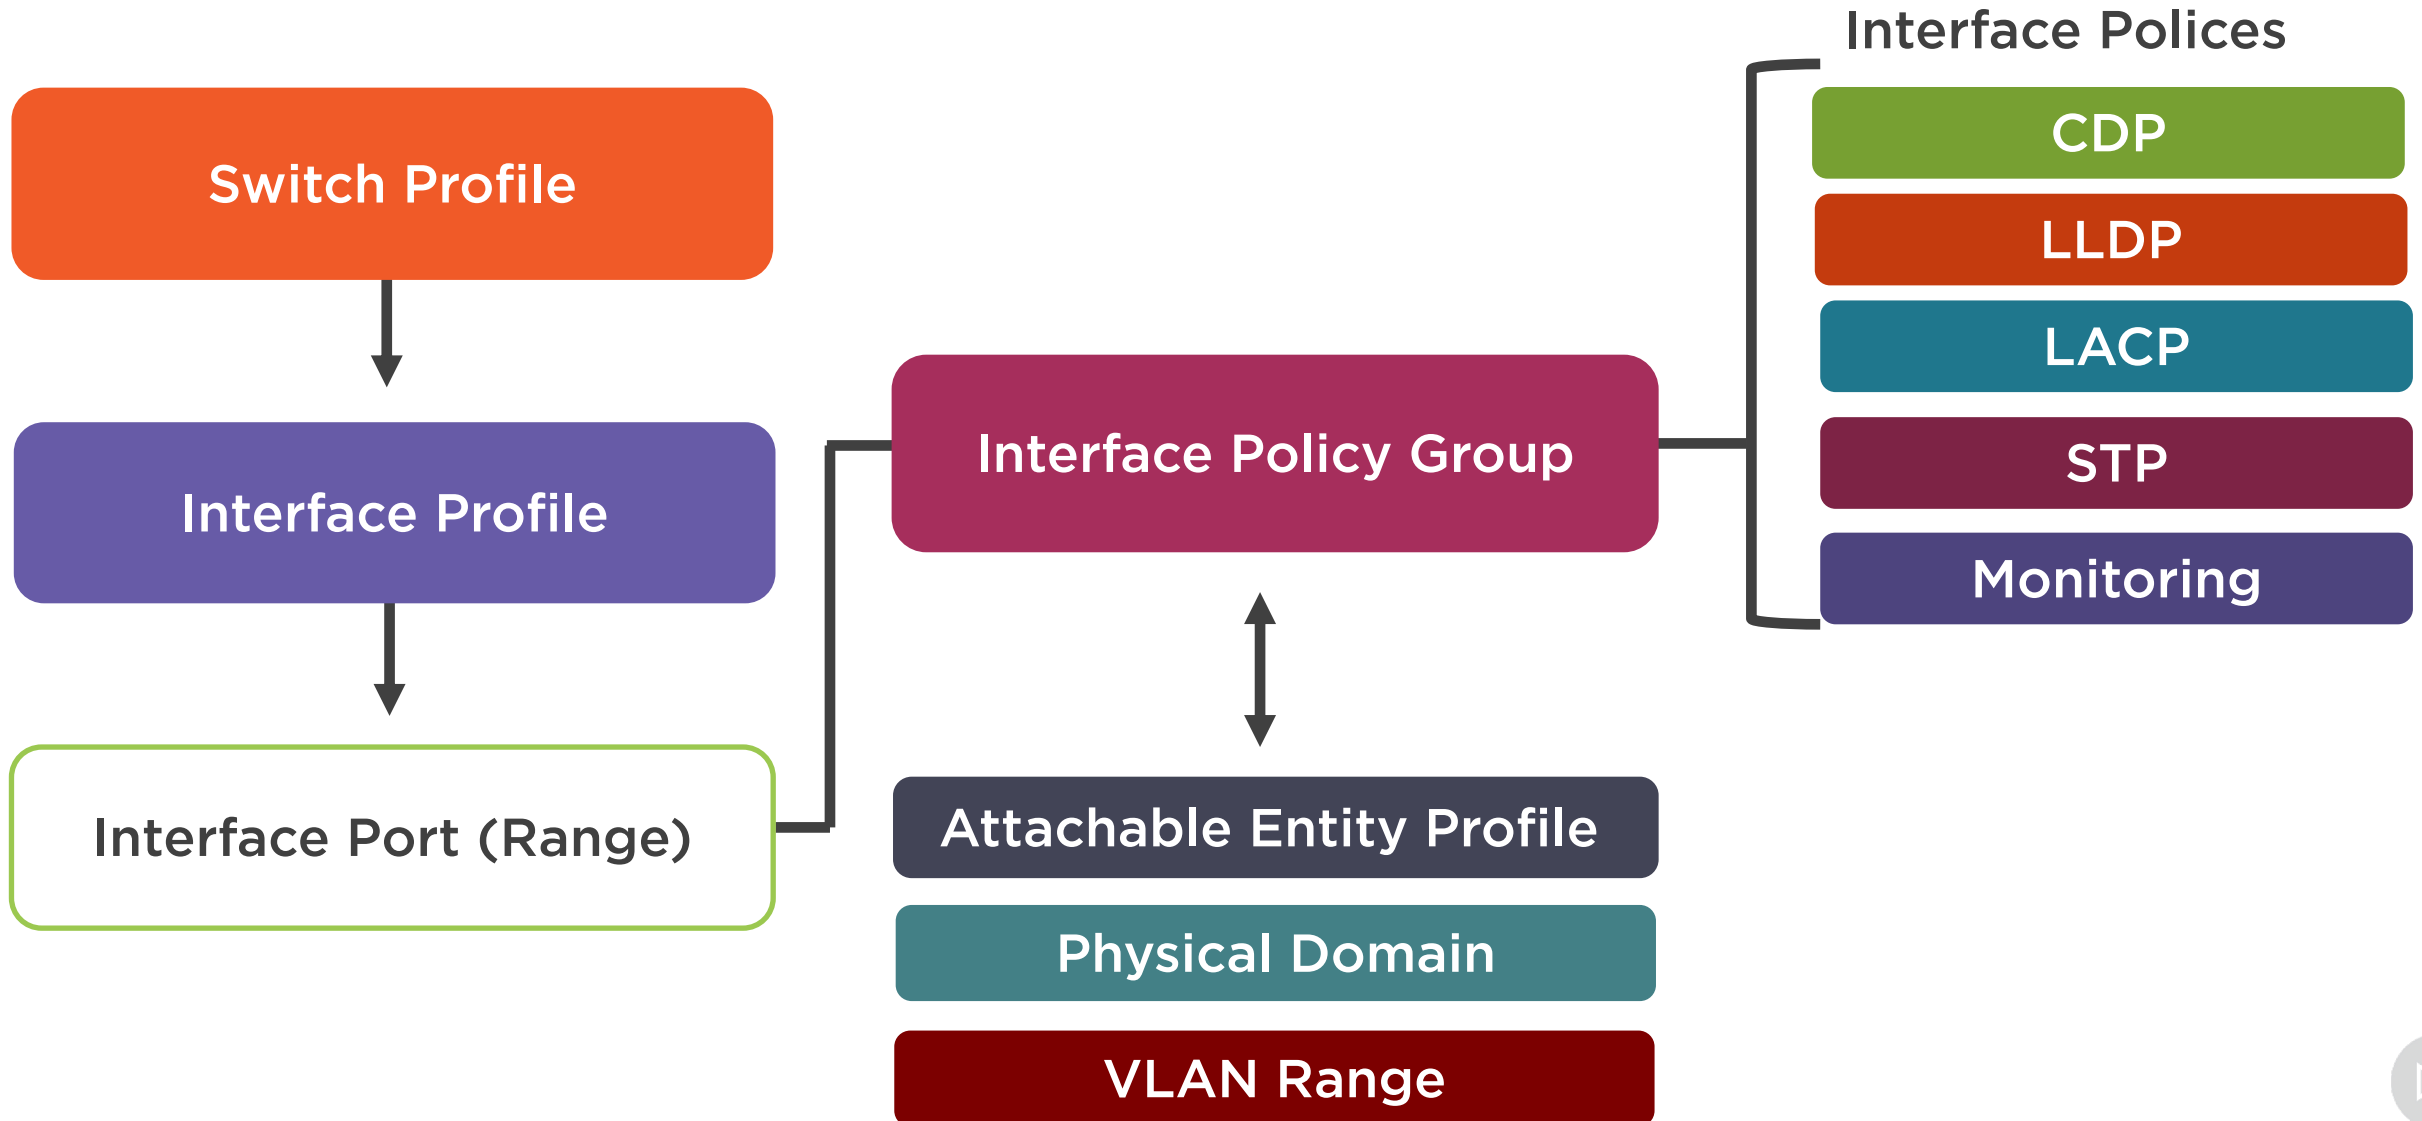 Interface Polices
Switch Profile
Interface Profile
Interface Port (Range)
Interface Policy Group
Attachable Entity Profile
Physical Domain
VLAN Range
CDP
LLDP
LACP
STP
Monitoring